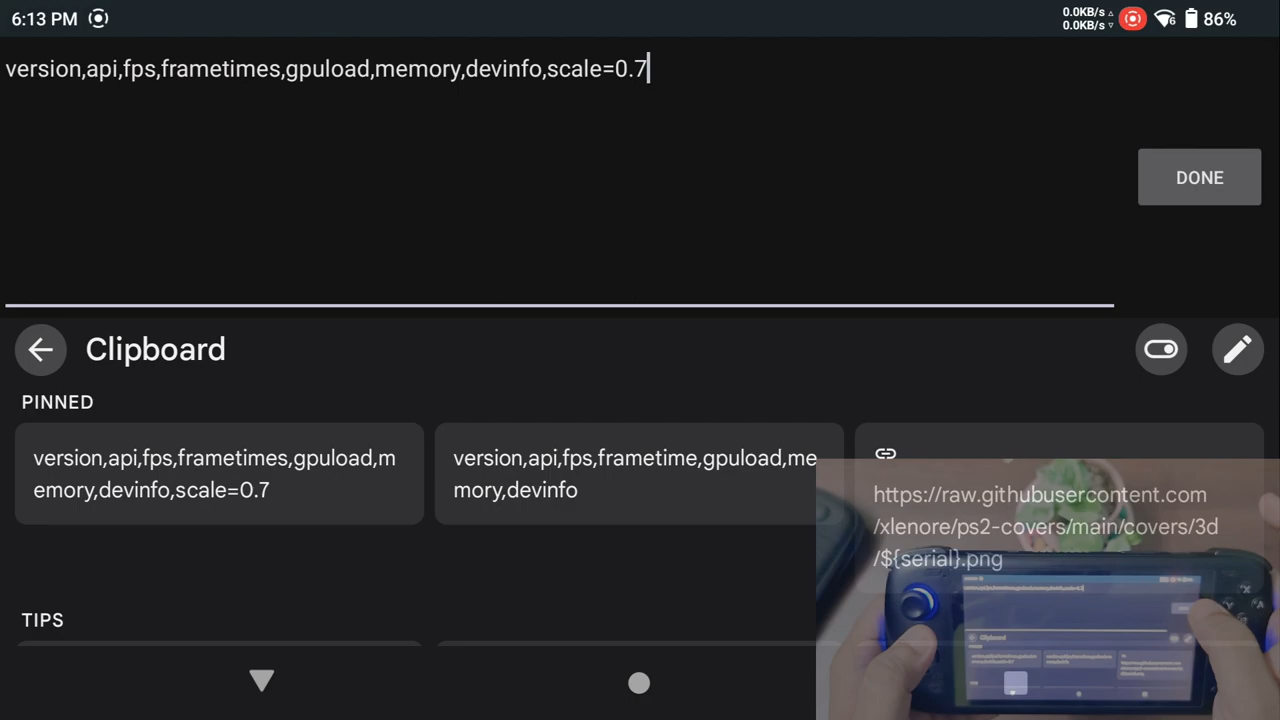 6:13 PM
0.0KB/s
0.0KB/s
6
86%
version,api,fps,frametimes,gpuload,memory,devinfo,scale=0.7
DONE
Clipboard
PINNED
version,api,fps,frametimes,gpuload,m
emory,devinfo,scale=0.7
version,api,fps,frametime,gpuload,me
mory,devinfo
https://raw.githubusercontent.com
/xlenore/ps2-covers/main/covers/3d
/${serial}.png
TIPS